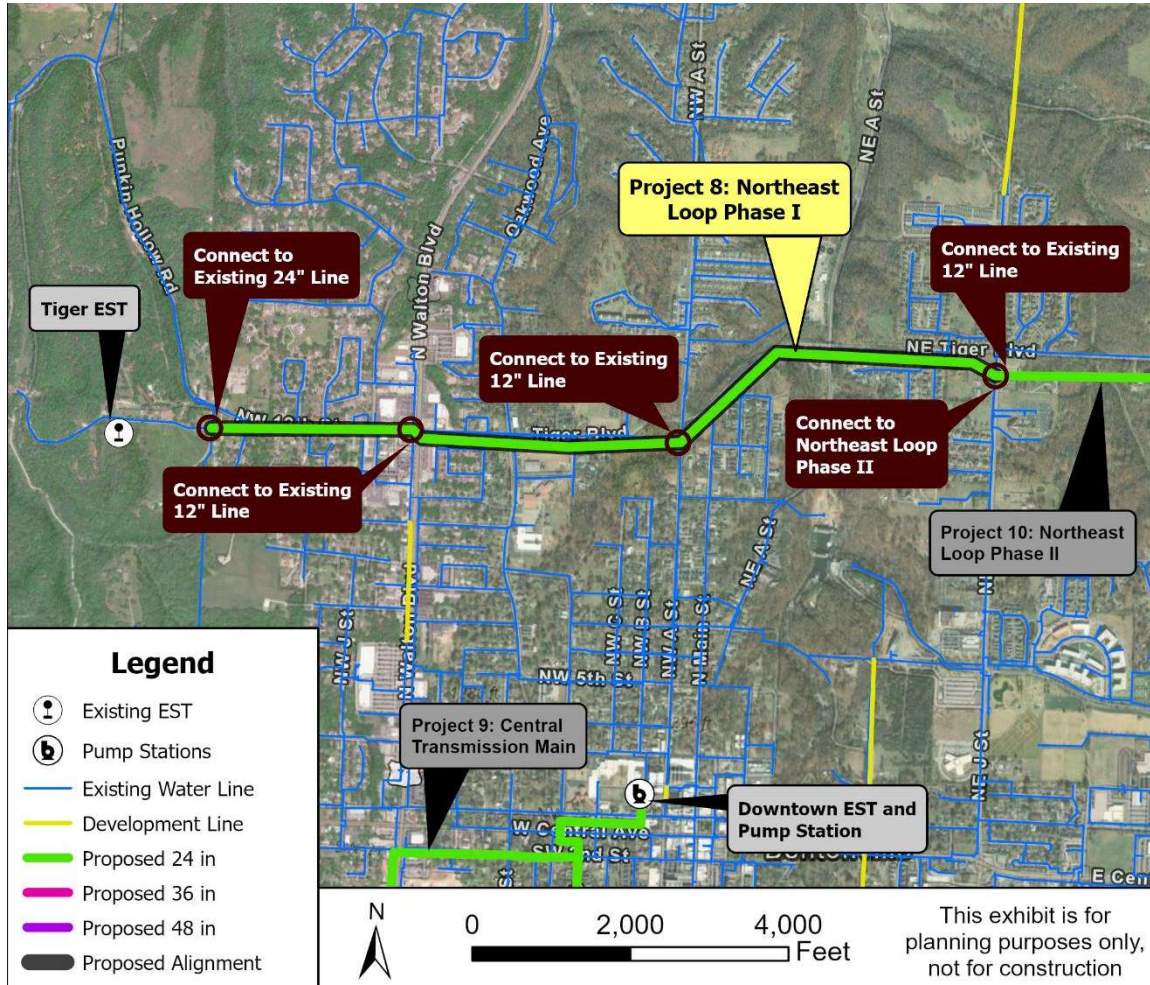 NW A St
NE A St
Punkin Hollow Rd
Oakwood Ave
N Walton Blvd
Project 8: Northeast
Loop Phase I
Connect to
Existing 24" Line
Connect to Existing
12" Line
Tiger EST
NE Tiger Blvd
Connect to Existing
12" Line
Tiger Blvd
Connect to
Northeast Loop
Phase II
Connect to Existing
12" Line
Project 10: Northeast
Loop Phase II
NE A St
NW J St
N Walton Blvd
NW C St
NW B St
NW A St
N Main St
NW 5th St
NE J St
Project 9: Central
Transmission Main
Downtown EST and
Pump Station
W Central Ave
SW 2nd St
E Cen
Legend
Existing EST
Pump Stations
Existing Water Line
Development Line
Proposed 24 in
Proposed 36 in
Proposed 48 in
Proposed Alignment
N
0 2,000 4,000
Feet
This exhibit is for
planning purposes only,
not for construction